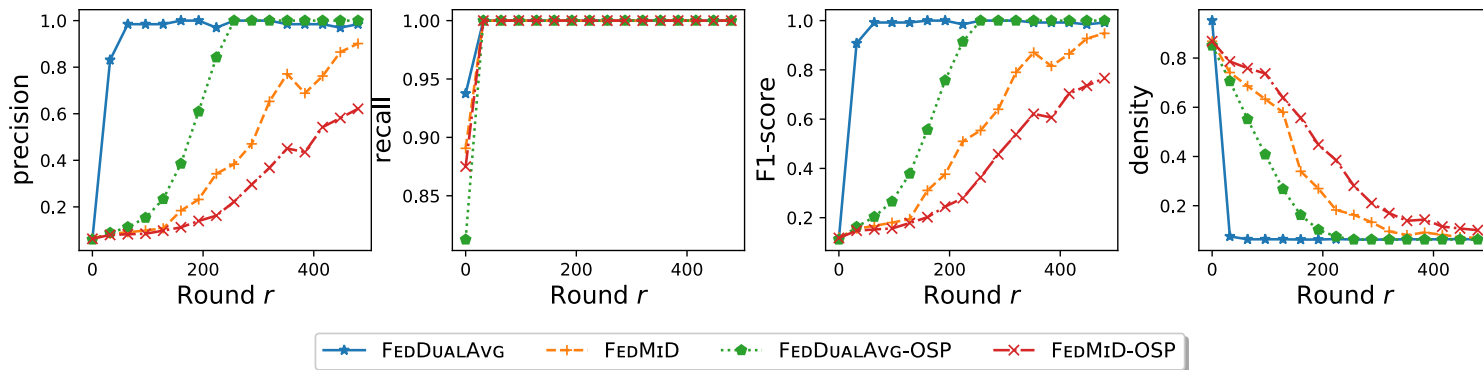 precision
1.0
0.8
0.6
0.4
0.2
0
200
400
Round r
recall
1.00
0.95
0.90
0.85
0
200
400
Round r
F1-score
1.0
0.8
0.6
0.4
0.2
0
200
400
Round r
density
0.8
0.6
0.4
0.2
0
200
400
Round r
FEDDUALAVG
FEDMID
FEDDUALAVG-OSP
FEDMID-OSP